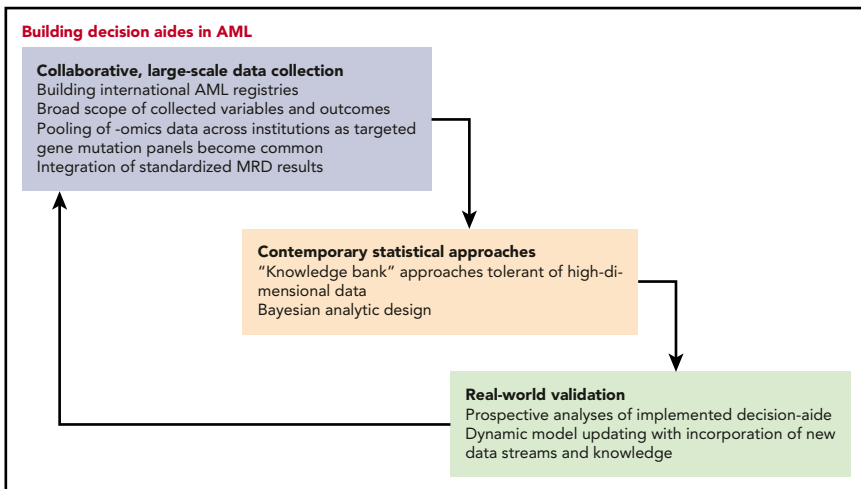 Building decision aides in AML
Collaborative, large-scale data collection
Building international AML registries
Broad scope of collected variables and outcomes
Pooling of -omics data across institutions as targeted
gene mutation panels become common
Integration of standardized MRD results
Contemporary statistical approaches
“Knowledge bank” approaches tolerant of high-di-
mensional data
Bayesian analytic design
Real-world validation
Prospective analyses of implemented decision-aide
Dynamic model updating with incorporation of new
data streams and knowledge